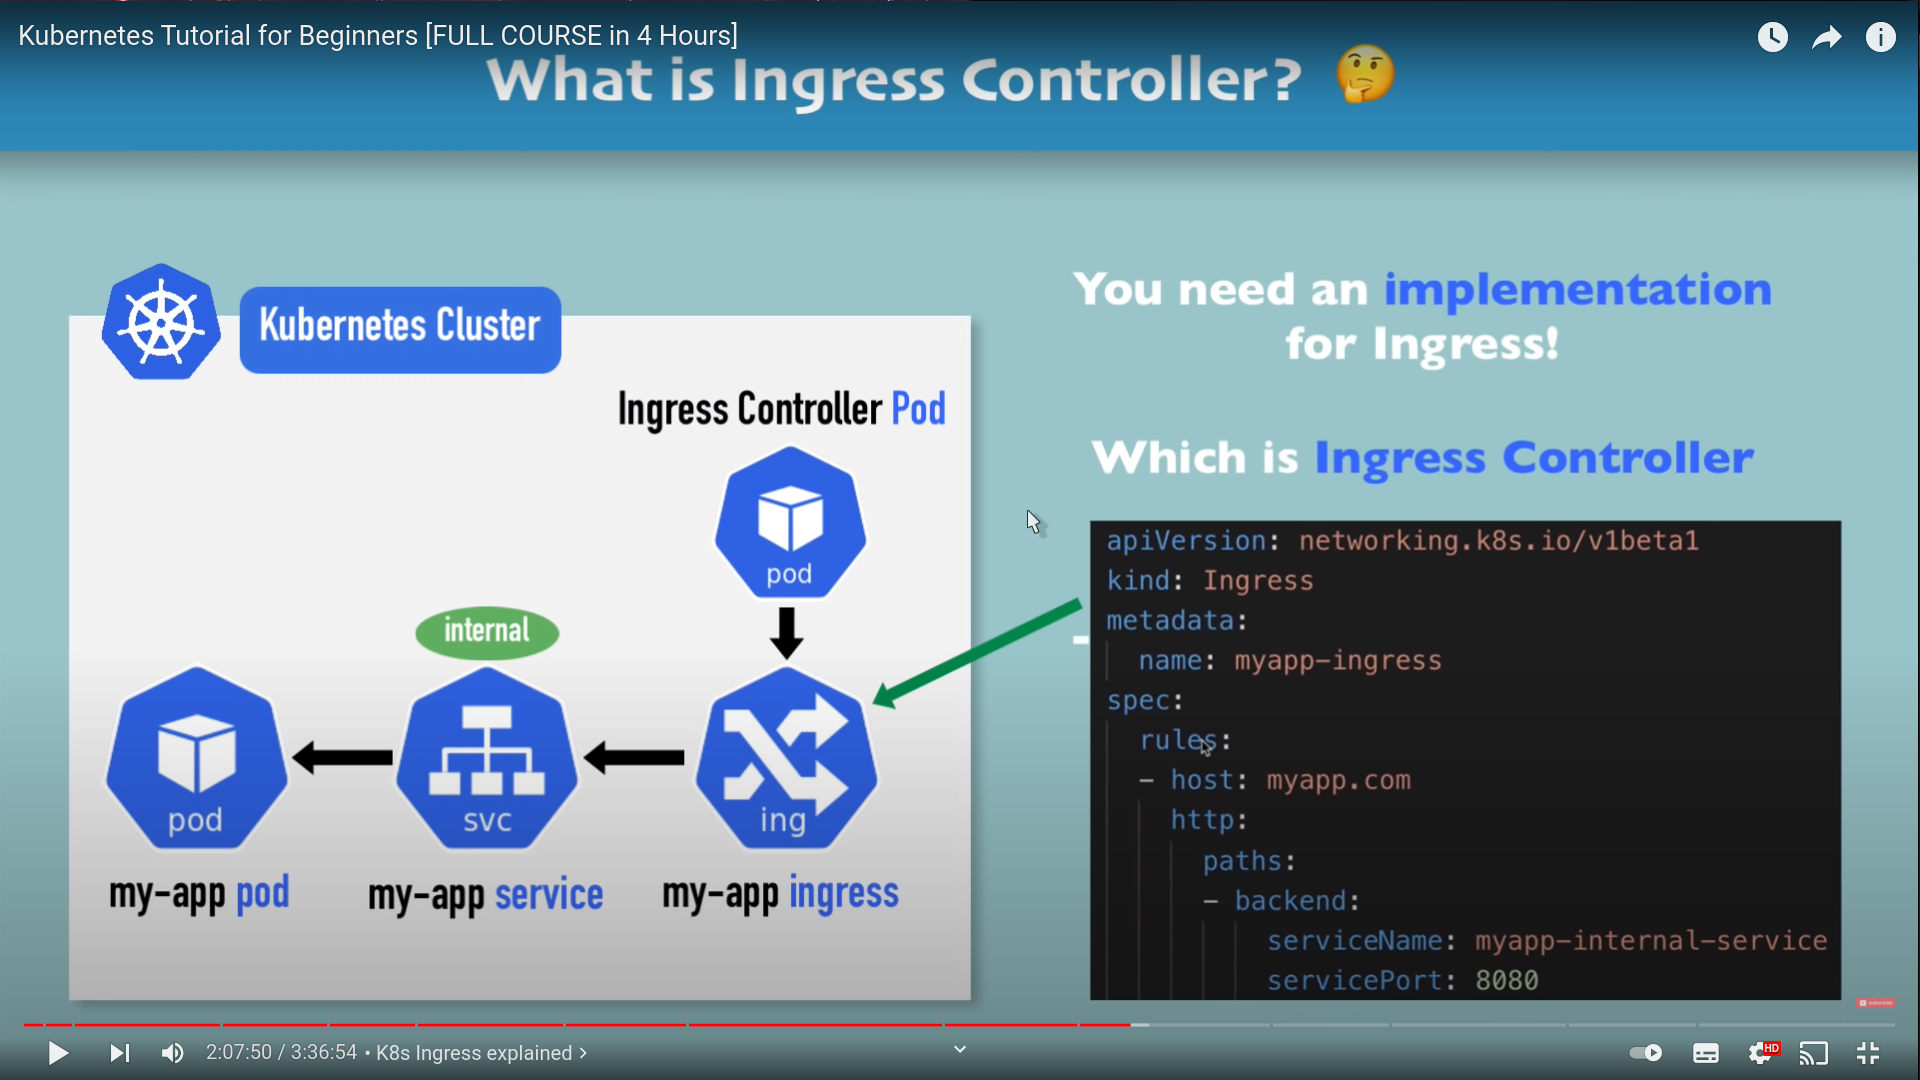 Kubernetes Tutorial for Beginners [FULL COURSE in 4 Hours]
What is Ingress Controller? 🤔
Kubernetes Cluster
Ingress Controller Pod
pod
internal
pod
svc
ing
my-app pod
my-app service
my-app ingress
You need an implementation
for Ingress!
Which is Ingress Controller
apiVersion: networking.k8s.io/v1beta1
kind: Ingress
metadata:
name: myapp-ingress
spec:
rules:
- host: myapp.com
http:
paths:
- backend:
serviceName: myapp-internal-service
servicePort: 8080
2:07:50 / 3:36:54 • K8s Ingress explained >
HD